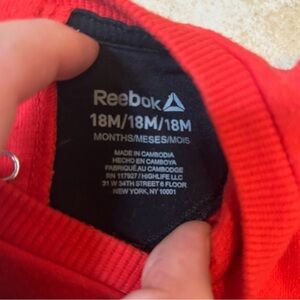 Reebok
18M/18M/18M
MONTHS/MESES/MOIS
MADE IN CAMBODIA
HECHO EN CAMBOYA
FABRIQUÉ AU CAMBODGE
RN 117927 / HIGHLIFE LLC
31 W 34TH STREET 6 FLOOR
NEW YORK, NY 10001